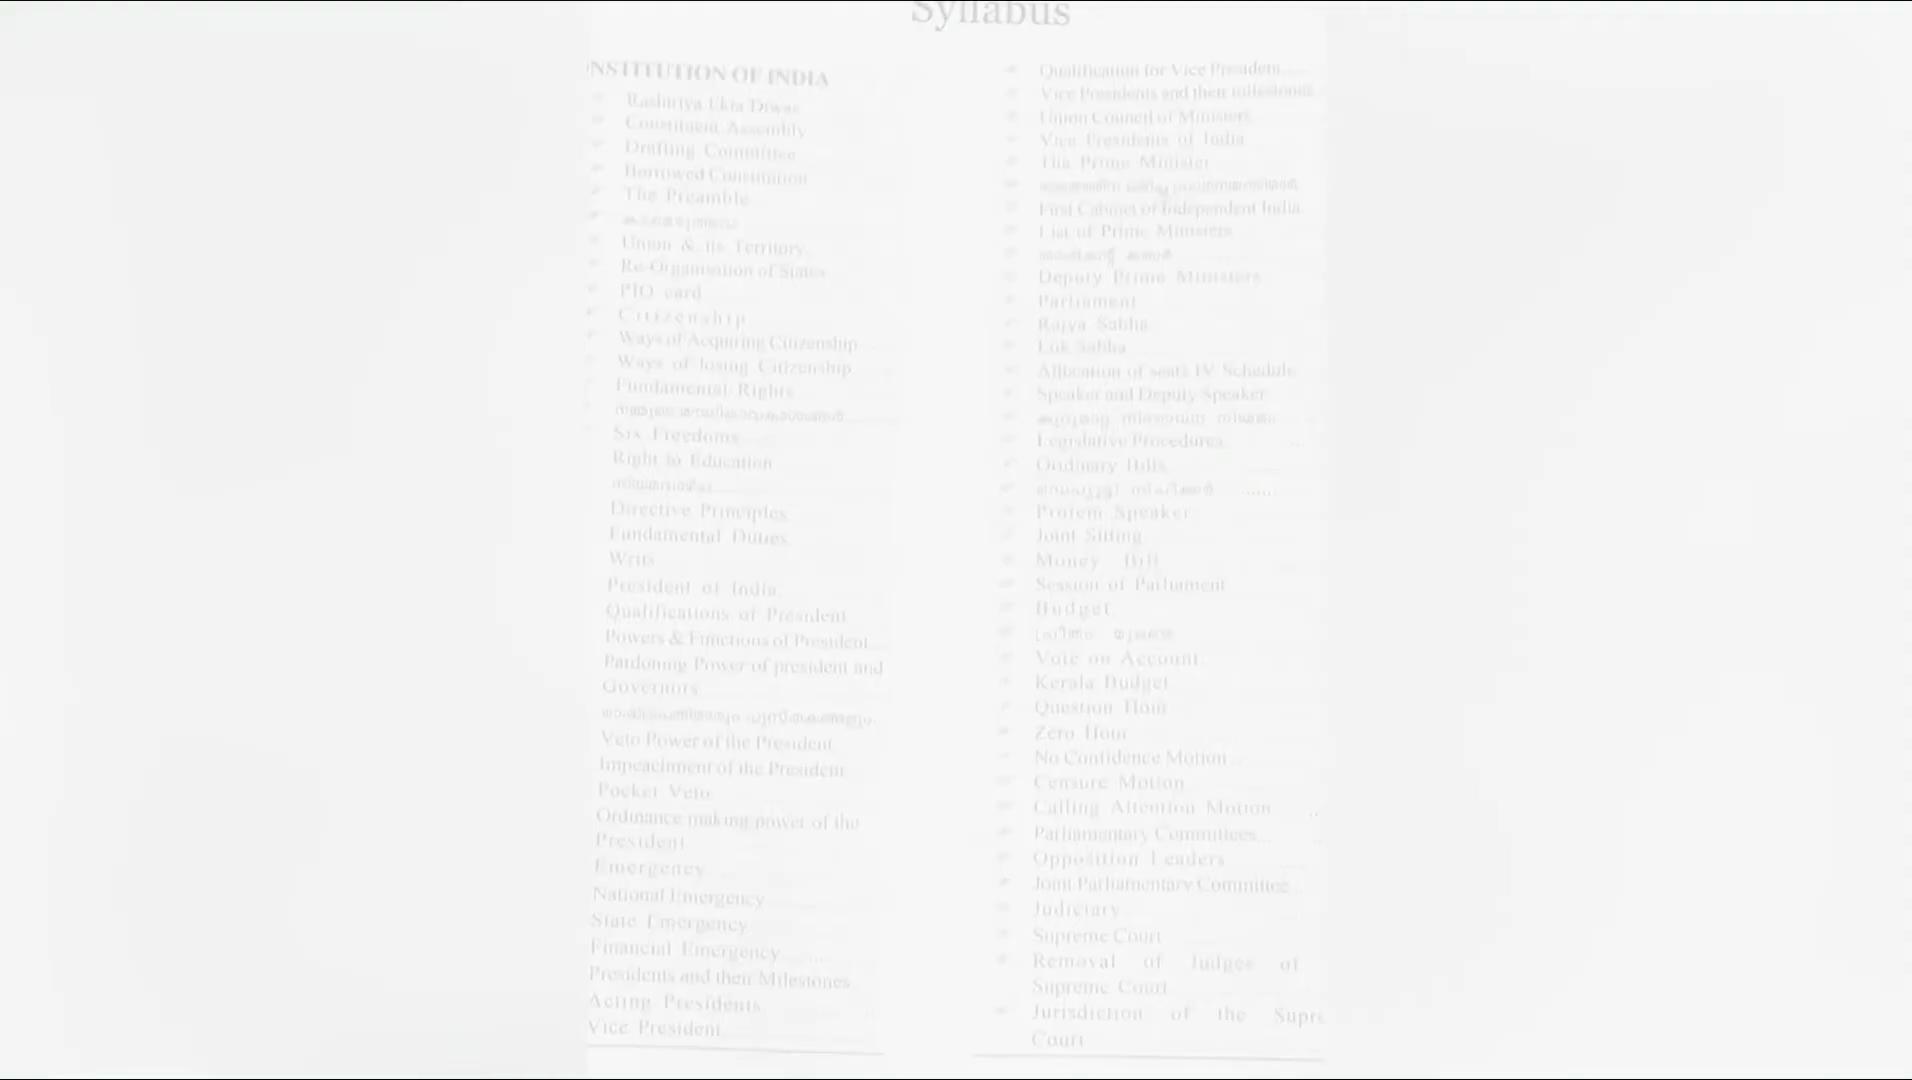 Syllabus
NSTITUTION OF INDIA
Rashtriya Ekta Diwas
Constituent Assembly
Drafting Committee
Borrowed Constitution
The Preamble
Union & its Territory
Re-Organisation of States
PIO card
Citizenship
Ways of Acquiring Citizenship
Ways of losing Citizenship
Fundamental Rights
Six Freedoms
Right to Education
Directive Principles
Fundamental Duties
Writs
President of India
Qualifications of President
Powers & Functions of President
Pardoning Power of president and
Governors
Veto Power of the President
Impeachment of the President
Pocket Veto
Ordinance making power of the
President
Emergency
National Emergency
State Emergency
Financial Emergency
Presidents and their Milestones
Acting Presidents
Vice President
Qualification for Vice President
Vice Presidents and their milestones
Union Council of Ministers
Vice Presidents of India
The Prime Minister
First Cabinet of Independent India
List of Prime Ministers
Deputy Prime Ministers
Parliament
Rajya Sabha
Lok Sabha
Allocation of seats IV Schedule
Speaker and Deputy Speaker
Legislative Procedures
Ordinary Bills
Protem Speaker
Joint Sitting
Money Bill
Session of Parliament
Budget
Vote on Account
Kerala Budget
Question Hour
Zero Hour
No Confidence Motion
Censure Motion
Calling Attention Motion
Parliamentary Committees
Opposition Leaders
Joint Parliamentary Committee
Judiciary
Supreme Court
Removal of Judges of
Supreme Court
Jurisdiction of the Supre
Court